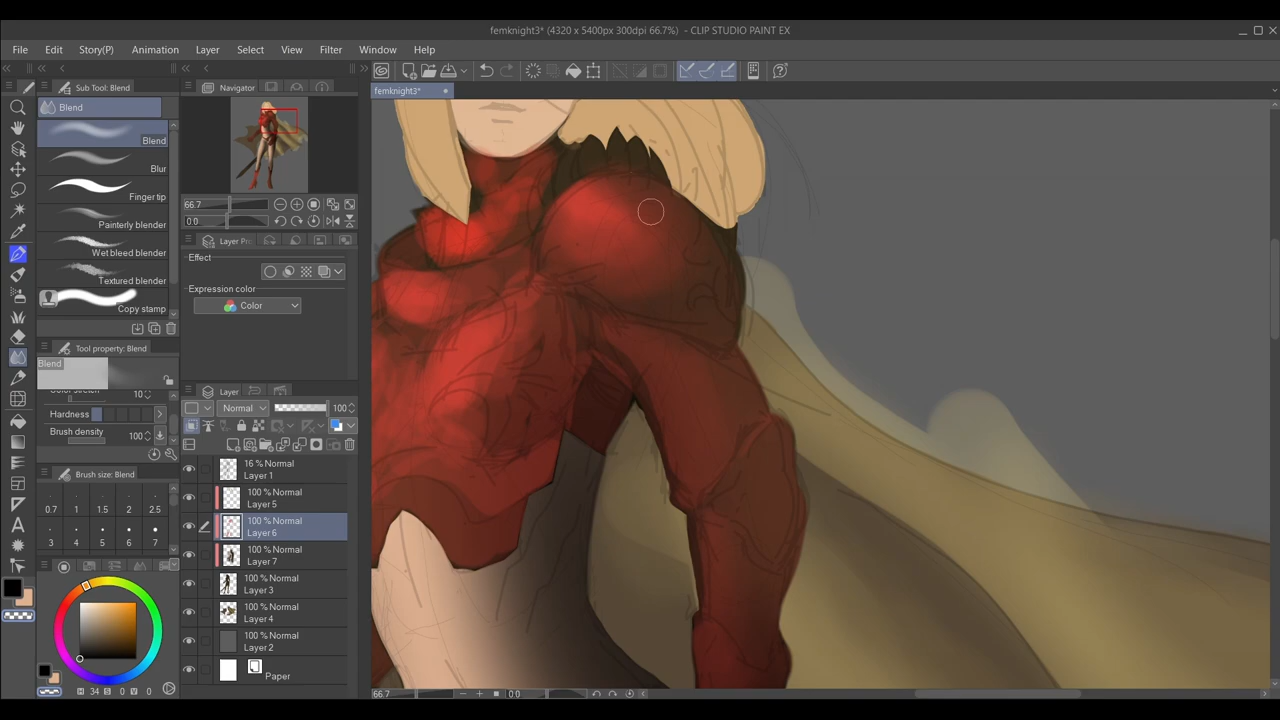 femknight3* (4320 x 5400px 300dpi 66.7%) - CLIP STUDIO PAINT EX
File Edit Story(P) Animation Layer Select View Filter Window Help
Sub Tool: Blend
Navigator
femknight3*
Blend
Blend
Blur
Finger tip
Painterly blender
Wet bleed blender
Textured blender
Copy stamp
66.7
0.0
Effect
Expression color
Color
Tool property: Blend
Blend
10
Hardness
Brush density 100
Layer
Normal 100
16 % Normal
Layer 1
100 % Normal
Layer 5
100 % Normal
Layer 6
100 % Normal
Layer 7
100 % Normal
Layer 3
100 % Normal
Layer 4
100 % Normal
Layer 2
Paper
Brush size: Blend
0.7 1 1.5 2 2.5
3 4 5 6 7
H 34 S 0 V 0
66.7
0.0